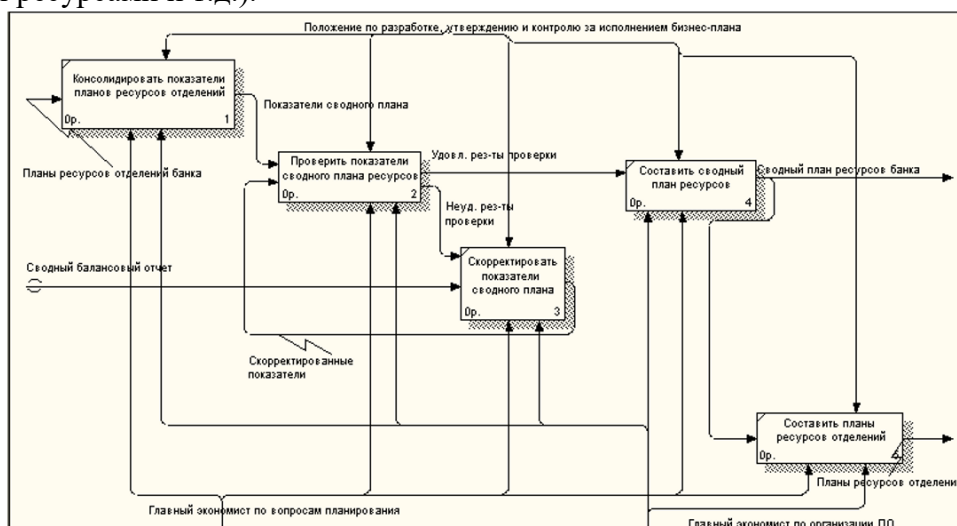 ресурсами и т.д.).
Положение по разработке, утверждению и контролю за исполнением бизнес-плана
Консолидировать показатели
планов ресурсов отделений
0р. 1
Показатели сводного плана
Планы ресурсов отделений банка
Проверить показатели
сводного плана ресурсов
0р. 2
Удовл. рез-ты проверки
Составить сводный
план ресурсов
0р. 4
Сводный план ресурсов банка
Неуд. рез-ты
проверки
Скорректировать
показатели
сводного плана
0р. 3
Сводный балансовый отчет
Скорректированные
показатели
Составить планы
ресурсов отделений
0р.
Планы ресурсов
Главный экономист по вопросам планирования
Главный экономист по организации ПО